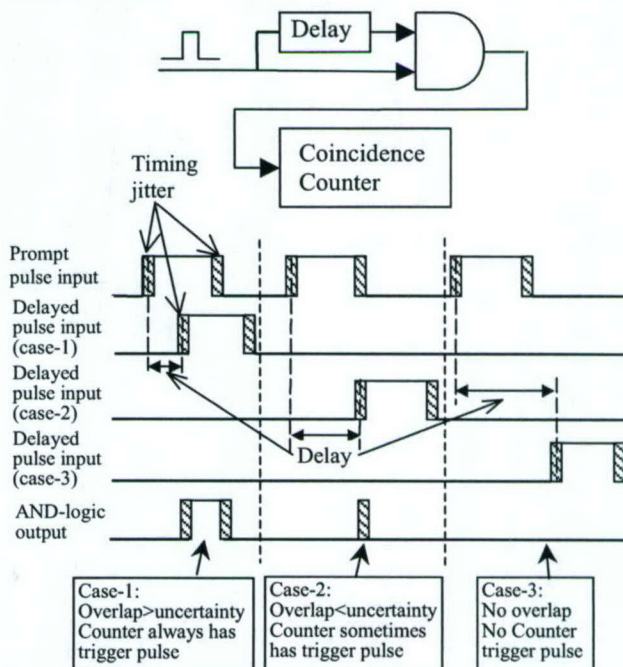 Delay
Coincidence
Counter
Timing
jitter
Prompt
pulse input
Delayed
pulse input
(case-1)
Delayed
pulse input
(case-2)
Delay
Delayed
pulse input
(case-3)
AND-logic
output
Case-1:
Overlap>uncertainty
Counter always has
trigger pulse
Case-2:
Overlap<uncertainty
Counter sometimes
has trigger pulse
Case-3:
No overlap
No Counter
trigger pulse